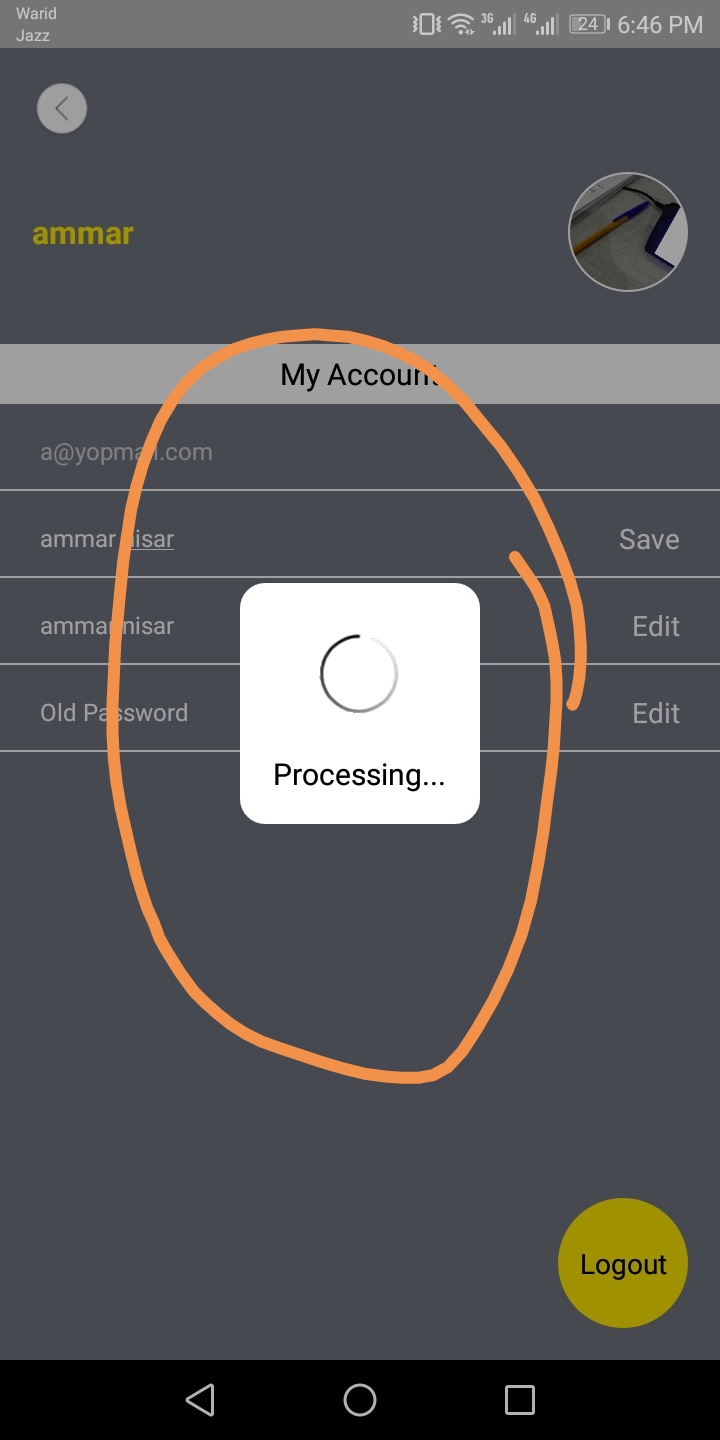 Warid
Jazz
3G 4G 24 6:46 PM
ammar
My Account
a@yopmail.com
ammar nisar Save
ammar nisar Edit
Old Password Edit
Processing...
Logout